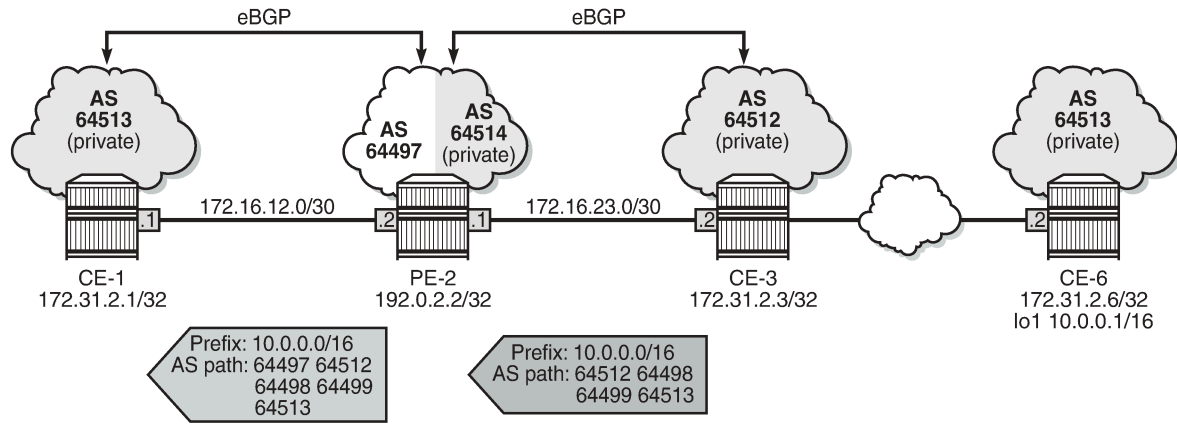 eBGP
eBGP
AS
64513
(private)
AS
64497
AS
64514
(private)
AS
64512
(private)
AS
64513
(private)
.1
172.16.12.0/30
.2
.1
172.16.23.0/30
.2
.2
CE-1
172.31.2.1/32
PE-2
192.0.2.2/32
CE-3
172.31.2.3/32
CE-6
172.31.2.6/32
lo1 10.0.0.1/16
Prefix: 10.0.0.0/16
AS path: 64497 64512
64498 64499
64513
Prefix: 10.0.0.0/16
AS path: 64512 64498
64499 64513